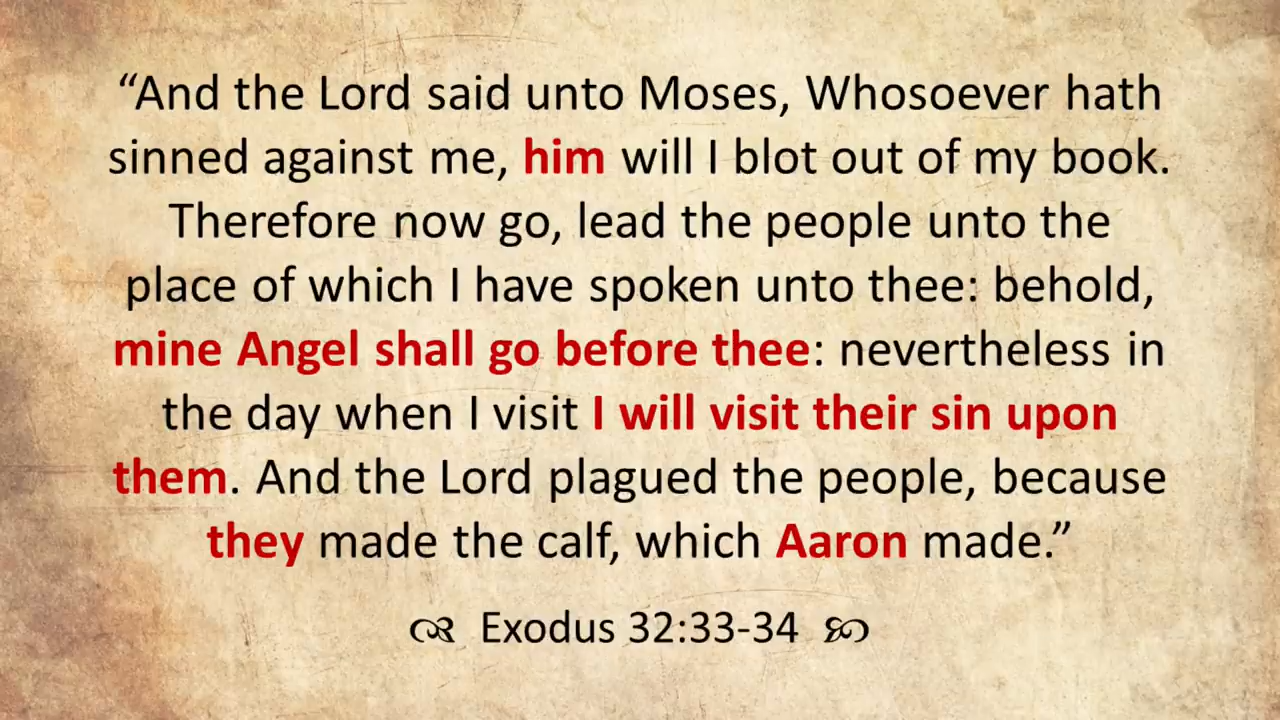 “And the Lord said unto Moses, Whosoever hath
sinned against me, him will I blot out of my book.
Therefore now go, lead the people unto the
place of which I have spoken unto thee: behold,
mine Angel shall go before thee: nevertheless in
the day when I visit I will visit their sin upon
them. And the Lord plagued the people, because
they made the calf, which Aaron made.”
Exodus 32:33-34